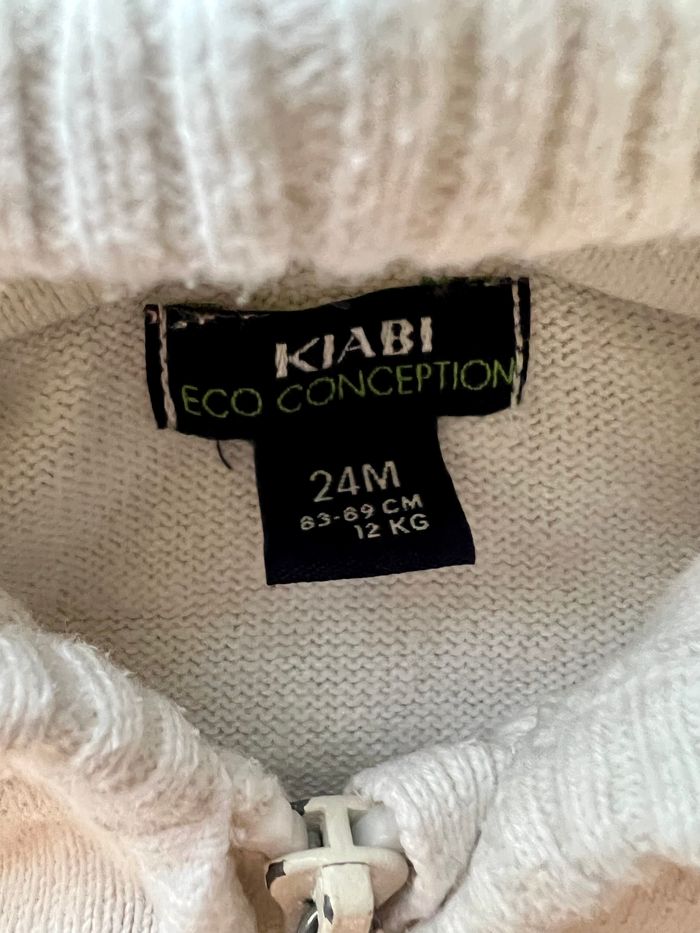 KIABI
ECO CONCEPTION
24M
83-89 CM
12 KG